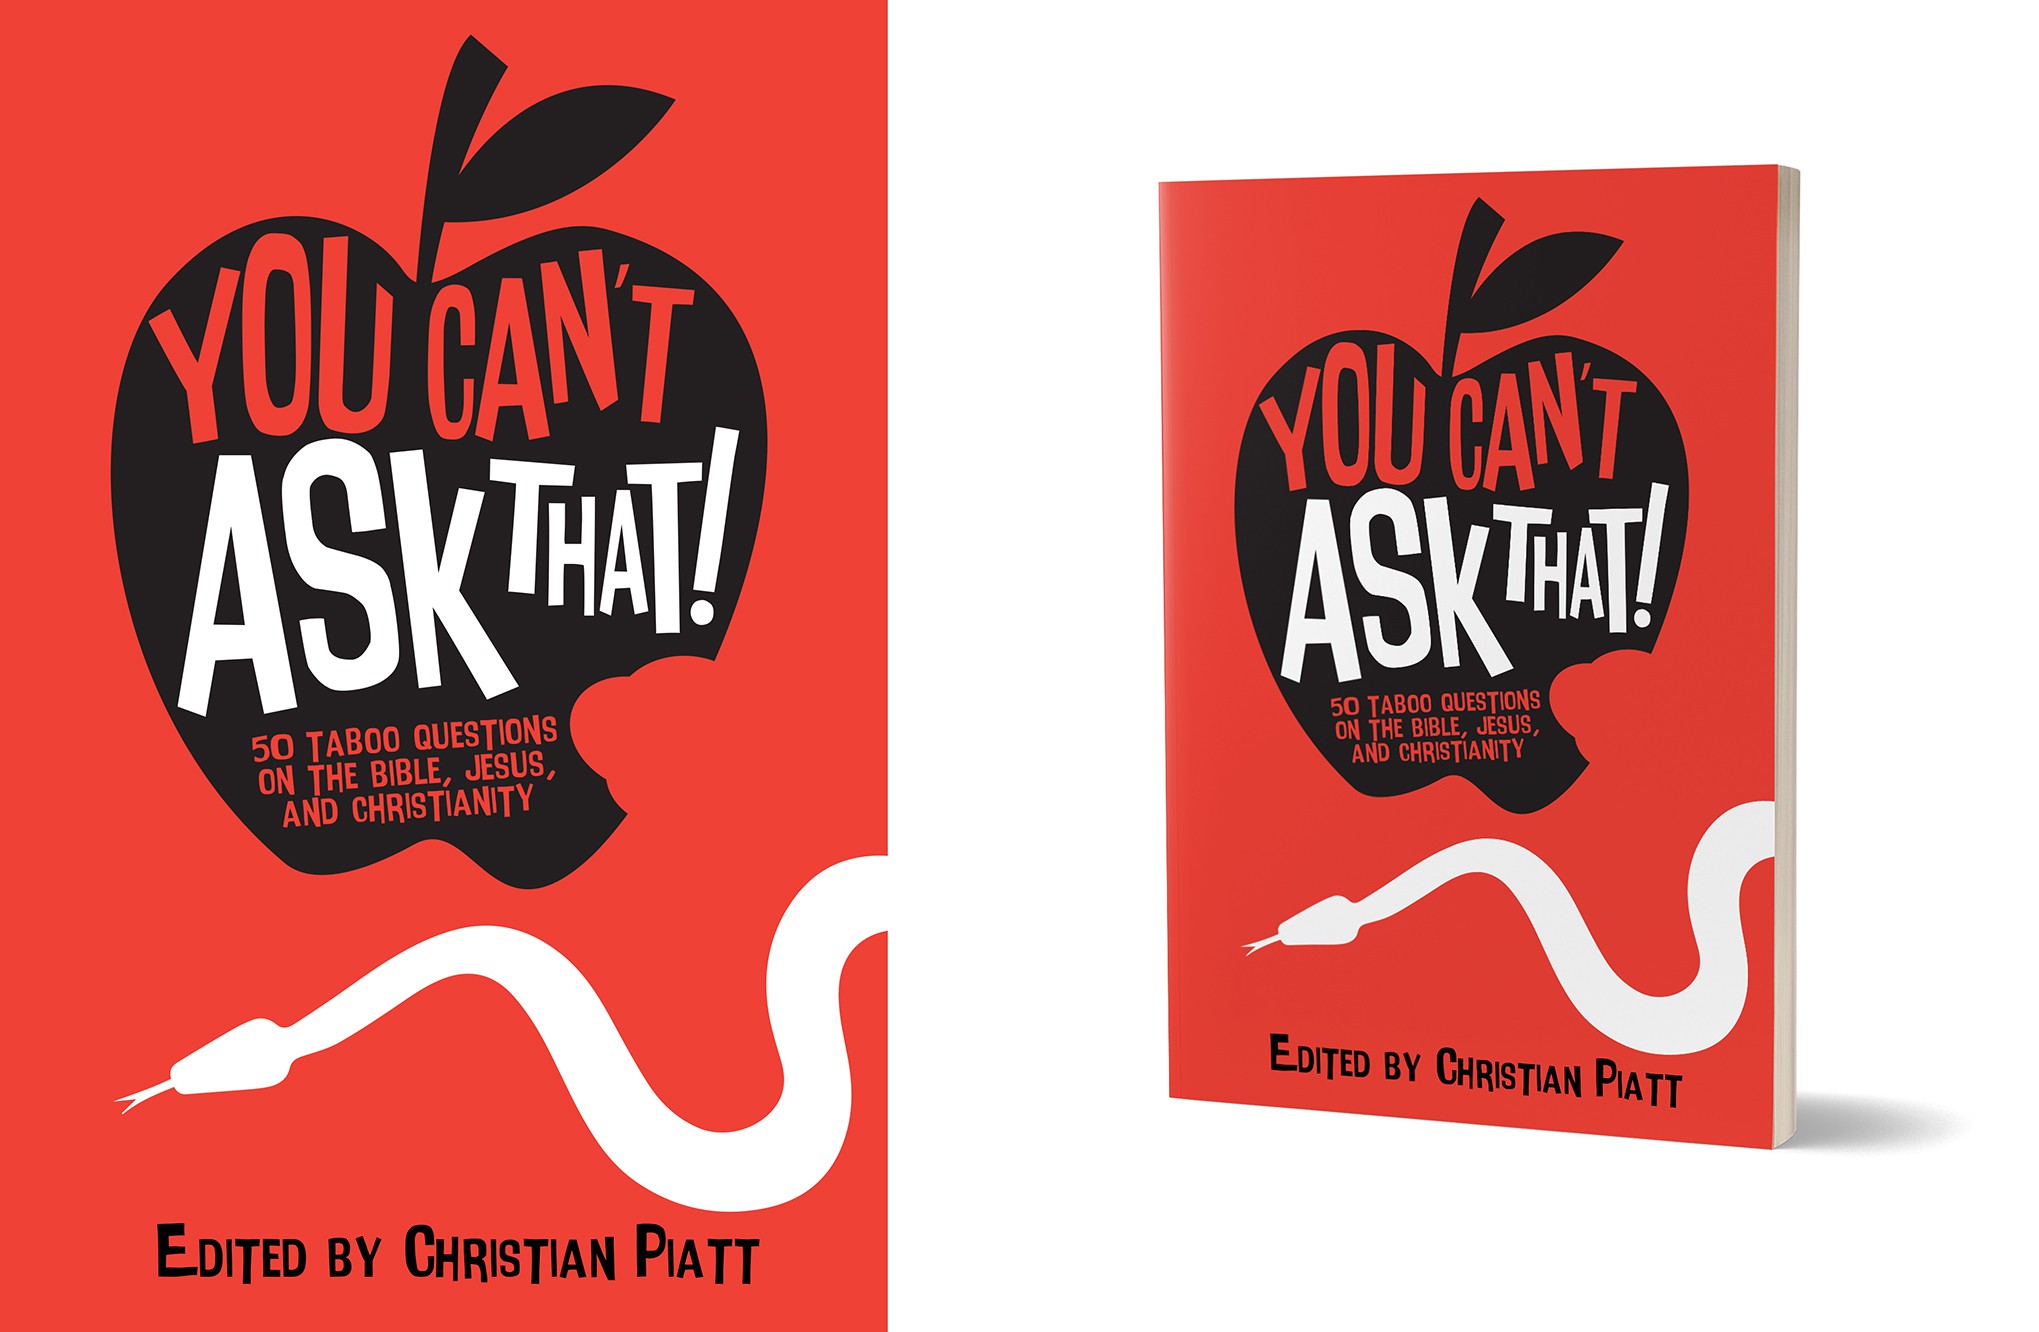 YOU CAN'T
ASK THAT!
50 TABOO QUESTIONS
ON THE BIBLE, JESUS,
AND CHRISTIANITY
EDITED BY CHRISTIAN PIATT
YOU CAN'T
ASK THAT!
50 TABOO QUESTIONS
ON THE BIBLE, JESUS,
AND CHRISTIANITY
EDITED BY CHRISTIAN PIATT